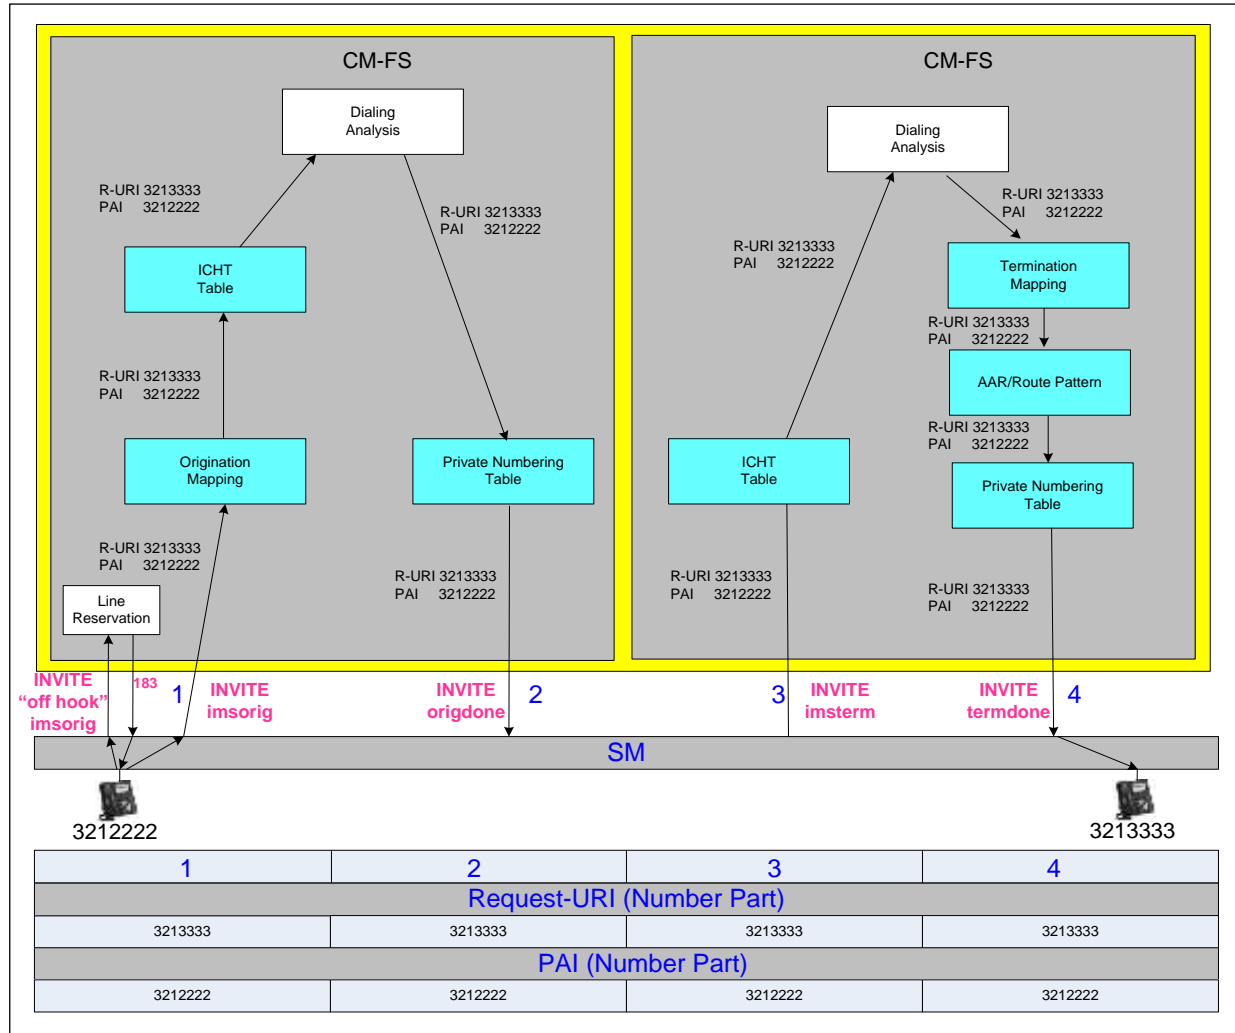 CM-FS
CM-FS
Dialing
Analysis
Dialing
Analysis
R-URI 3213333
PAI 3212222
R-URI 3213333
PAI 3212222
R-URI 3213333
PAI 3212222
R-URI 3213333
PAI 3212222
ICHT
Table
Termination
Mapping
R-URI 3213333
PAI 3212222
R-URI 3213333
PAI 3212222
AAR/Route Pattern
R-URI 3213333
PAI 3212222
Origination
Mapping
Private Numbering
Table
ICHT
Table
Private Numbering
Table
R-URI 3213333
PAI 3212222
R-URI 3213333
PAI 3212222
R-URI 3213333
PAI 3212222
R-URI 3213333
PAI 3212222
Line
Reservation
INVITE
“off hook”
imsorig
183
1
INVITE
imsorig
INVITE
origdone
2
3
INVITE
imsterm
INVITE
termdone
4
SM
3212222
3213333
1 2 3 4
Request-URI (Number Part)
3213333 3213333 3213333 3213333
PAI (Number Part)
3212222 3212222 3212222 3212222